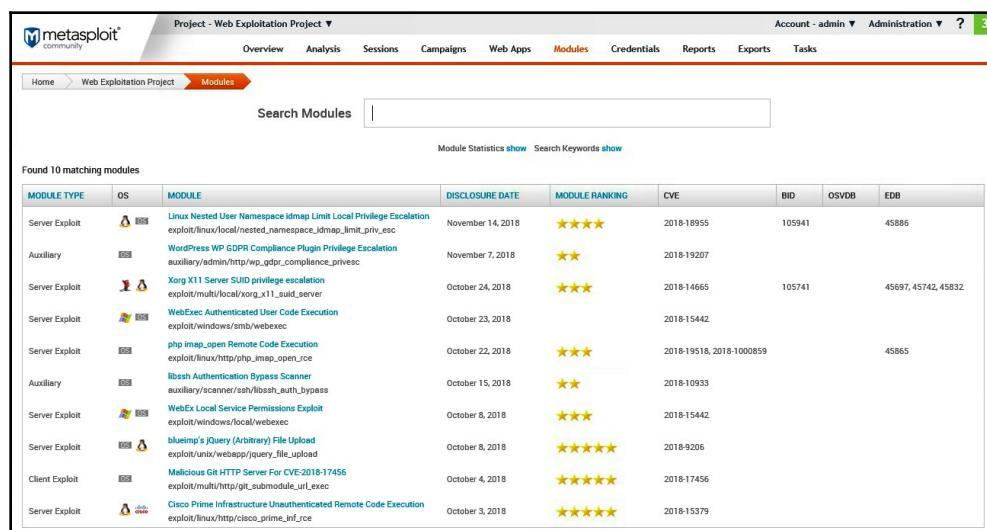 metasploit®
community
Project - Web Exploitation Project ▼ Account - admin ▼ Administration ▼ ? 3
Overview Analysis Sessions Campaigns Web Apps Modules Credentials Reports Exports Tasks
Home Web Exploitation Project Modules
Search Modules
Module Statistics show Search Keywords show
Found 10 matching modules
MODULE TYPE OS MODULE DISCLOSURE DATE MODULE RANKING CVE BID OSVDB EDB
Server Exploit OS Linux Nested User Namespace idmap Limit Local Privilege Escalation November 14, 2018 2018-18955 105941 45886
exploit/linux/local/nested_namespace_idmap_limit_priv_esc
Auxiliary OS WordPress WP GDPR Compliance Plugin Privilege Escalation November 7, 2018 2018-19207
auxiliary/admin/http/wp_gdpr_compliance_privesc
Server Exploit Xorg X11 Server SUID privilege escalation October 24, 2018 2018-14665 105741 45697, 45742, 45832
exploit/multi/local/xorg_x11_suid_server
Server Exploit OS WebExec Authenticated User Code Execution October 23, 2018 2018-15442
exploit/windows/smb/webexec
Server Exploit OS php imap_open Remote Code Execution October 22, 2018 2018-19518, 2018-1000859 45865
exploit/linux/http/php_imap_open_rce
Auxiliary OS libssh Authentication Bypass Scanner October 15, 2018 2018-10933
auxiliary/scanner/ssh/libssh_auth_bypass
Server Exploit OS WebEx Local Service Permissions Exploit October 8, 2018 2018-15442
exploit/windows/local/webexec
Server Exploit OS blueimp's jQuery (Arbitrary) File Upload October 8, 2018 2018-9206
exploit/unix/webapp/jquery_file_upload
Client Exploit OS Malicious Git HTTP Server For CVE-2018-17456 October 4, 2018 2018-17456
exploit/multi/http/git_submodule_url_exec
Server Exploit cisco Cisco Prime Infrastructure Unauthenticated Remote Code Execution October 3, 2018 2018-15379
exploit/linux/http/cisco_prime_inf_rce